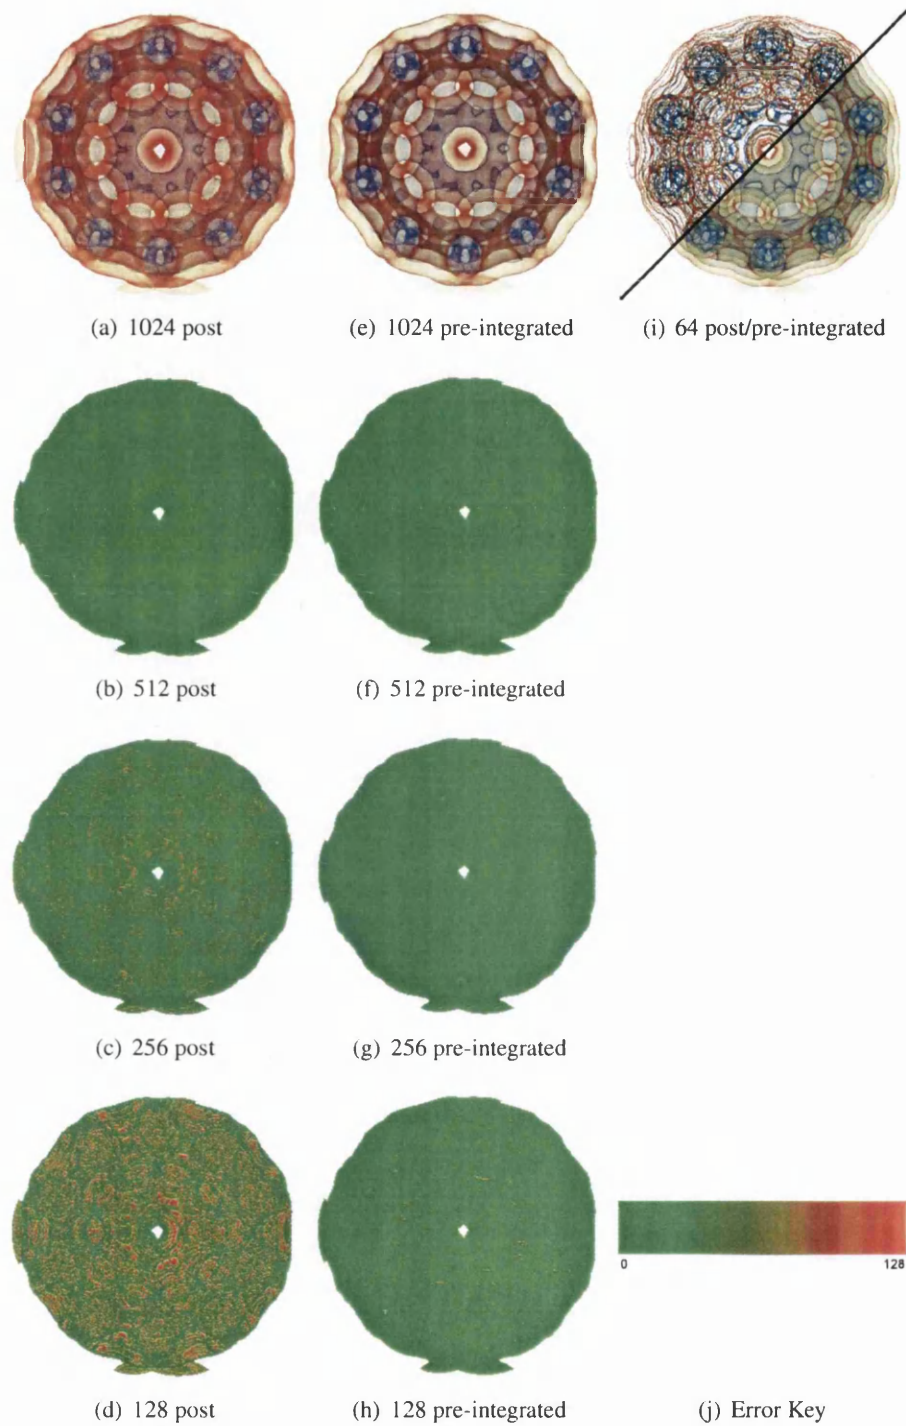 (a) 1024 post
(e) 1024 pre-integrated
(i) 64 post/pre-integrated
(b) 512 post
(f) 512 pre-integrated
(c) 256 post
(g) 256 pre-integrated
0
128
(d) 128 post
(h) 128 pre-integrated
(j) Error Key